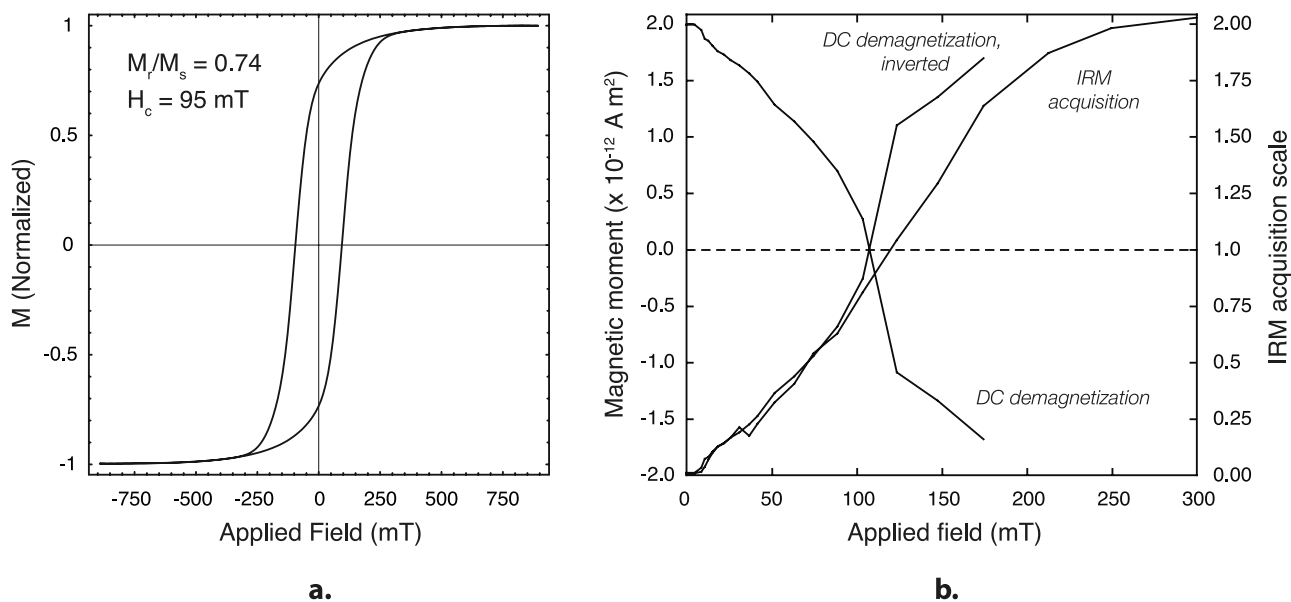 M_r/M_s = 0.74
H_c = 95 mT
M (Normalized)
1
0.5
0
-0.5
-1
-750
-500
-250
0
250
500
750
Applied Field (mT)
a.
DC demagnetization,
inverted
IRM
acquisition
DC demagnetization
Magnetic moment (x 10⁻¹² A m²)
2.0
1.5
1.0
0.5
0.0
-0.5
-1.0
-1.5
-2.0
0
50
100
150
200
250
300
Applied field (mT)
2.00
1.75
1.50
1.25
1.0
0.75
0.5
0.25
0.00
IRM acquisition scale
b.